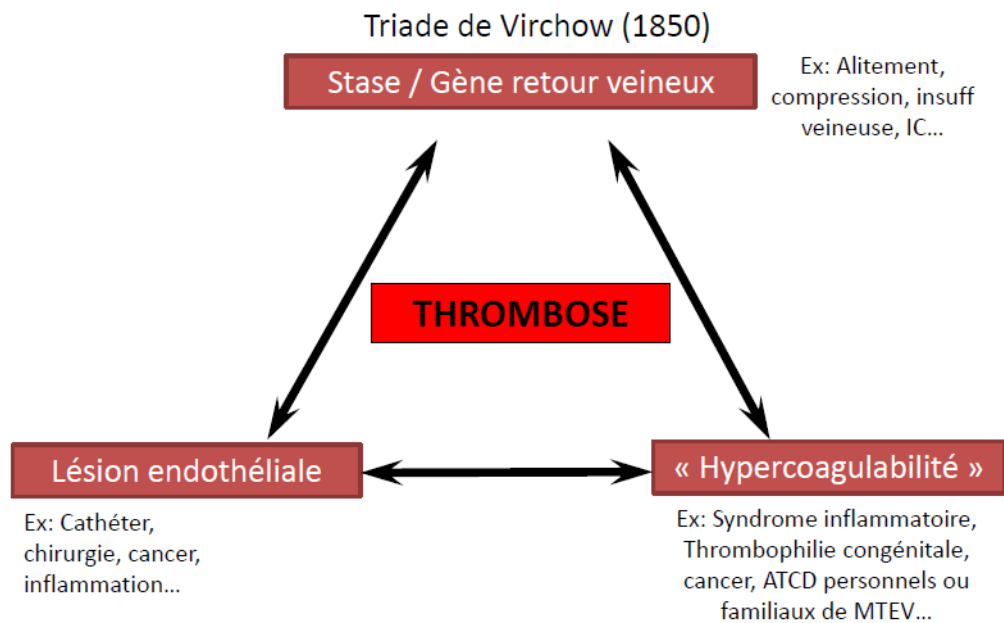 Triade de Virchow (1850)
Stase / Gène retour veineux
Ex: Alitement,
compression, insuff
veineuse, IC...
THROMBOSE
Lésion endothéliale
Ex: Cathéter,
chirurgie, cancer,
inflammation...
« Hypercoagulabilité »
Ex: Syndrome inflammatoire,
Thrombophilie congénitale,
cancer, ATCD personnels ou
familiaux de MTEV...